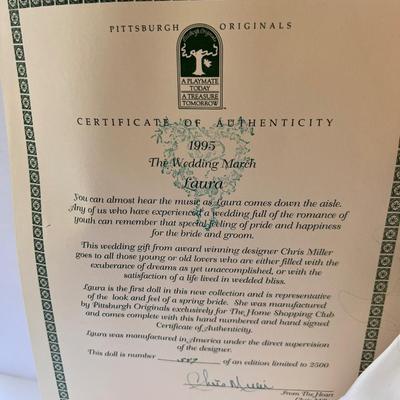 PITTSBURGH ORIGINALS
A PLAYMATE
TODAY
A TREASURE
TOMORROW
CERTIFICATE OF AUTHENTICITY
1995
The Wedding March
Laura
You can almost hear the music as Laura comes down the aisle.
Any of us who have experienced a wedding full of the romance of
youth can remember that special feeling of pride and happiness
for the bride and groom.
This wedding gift from award winning designer Chris Miller
goes to all those young or old lovers who are either filled with the
exuberance of dreams as yet unaccomplished, or with the
satisfaction of a life lived in wedded bliss.
Laura is the first doll in this new collection and is representative
of the look and feel of a spring bride. She was manufactured
by Pittsburgh Originals exclusively for The Home Shopping Club
and comes complete with this hand numbered and hand signed
Certificate of Authenticity.
Laura was manufactured in America under the direct supervision
of the designer.
This doll is number of an edition limited to 2500
Chris Miller
From The Heart